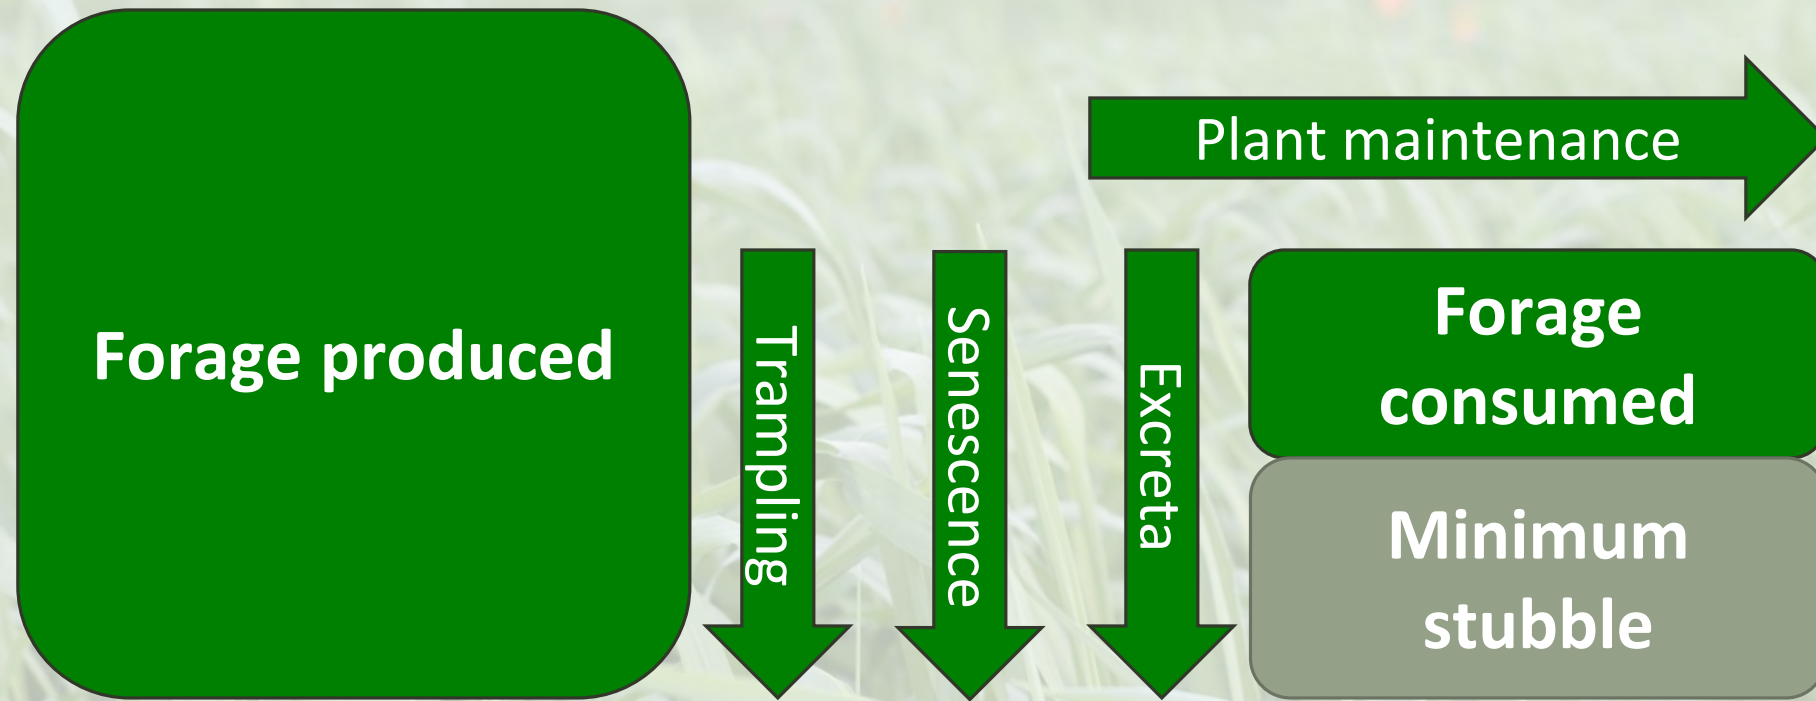 Forage produced
Trampling
Senescence
Excreta
Plant maintenance
Forage
consumed
Minimum
stubble